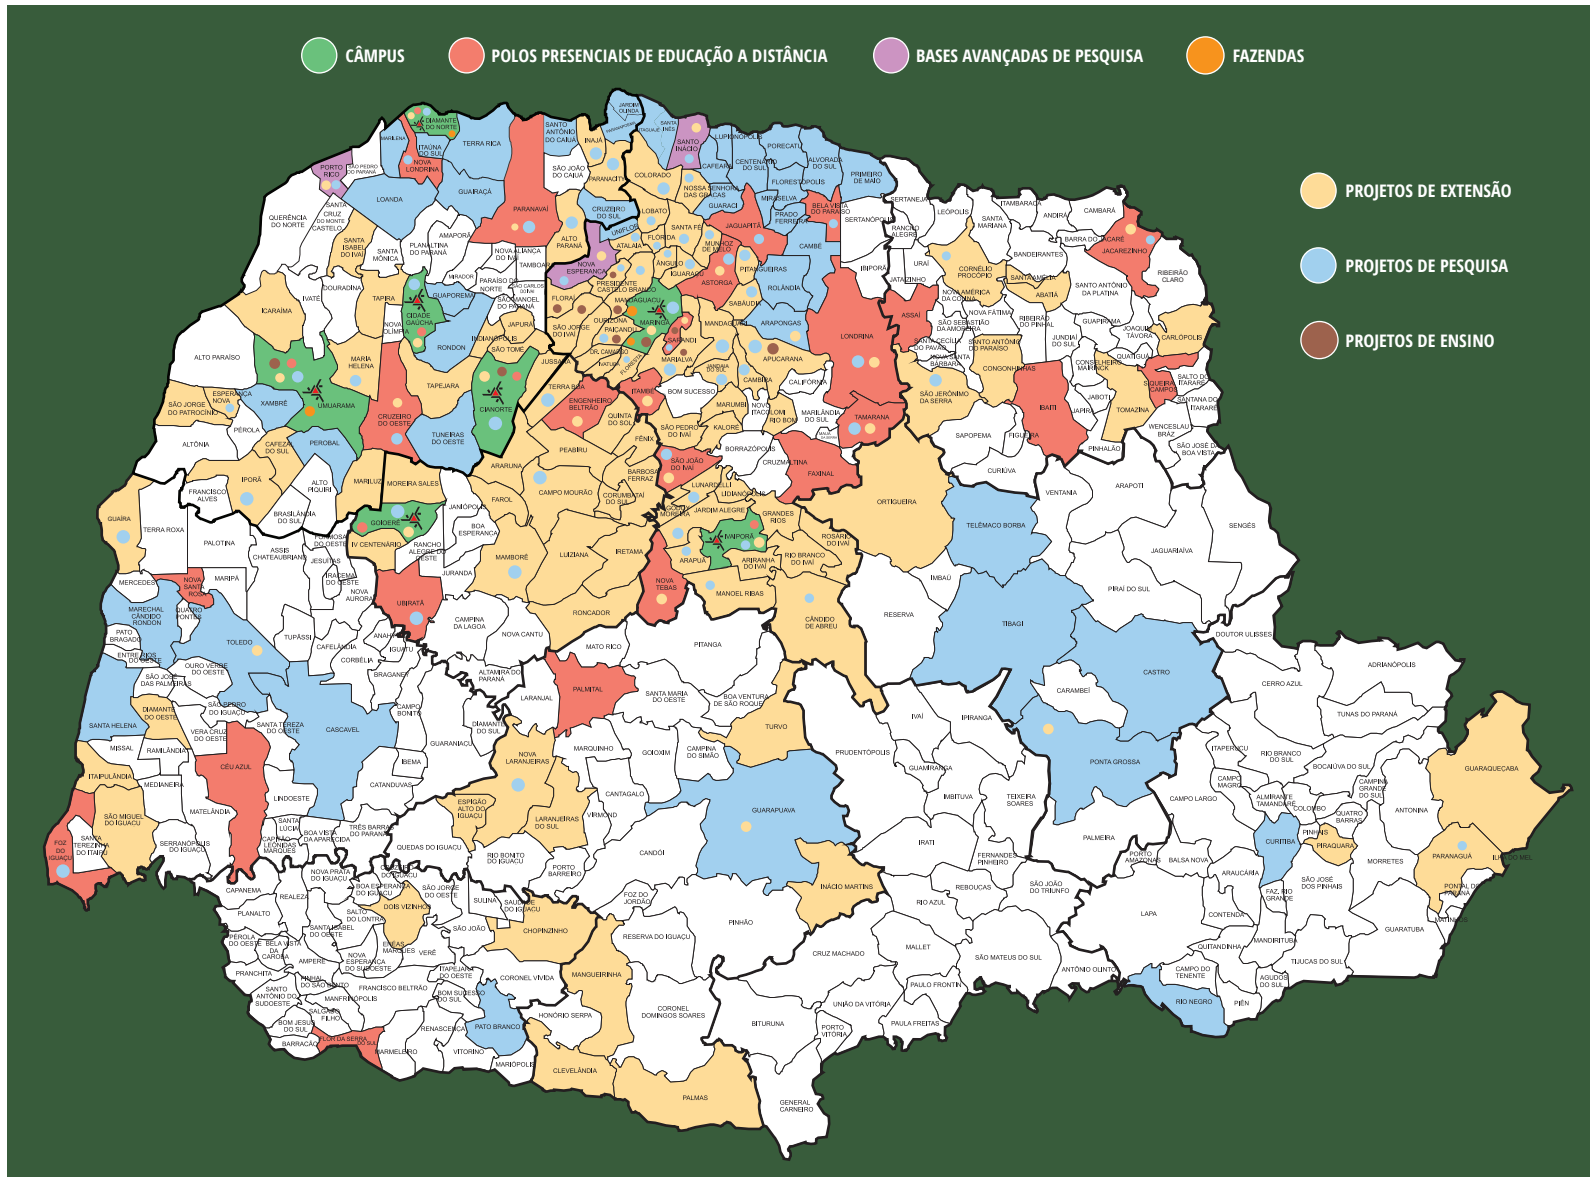 CÂMPUS
POLOS PRESENCIAIS DE EDUCAÇÃO A DISTÂNCIA
BASES AVANÇADAS DE PESQUISA
FAZENDAS
PROJETOS DE EXTENSÃO
PROJETOS DE PESQUISA
PROJETOS DE ENSINO
JARDIM
OLINDA
DIAMANTE
DO NORTE
MARILENA
ITAÚNA
DO SUL
NOVA
LONDRINA
TERRA RICA
SANTO
ANTÔNIO
DO CAIUÁ
INAJÁ
SANTA
INÊS
SANTO
INÁCIO
LUPIONÓPOLIS
CAFEARA
CENTENÁRIO
DO SUL
PORECATU
ALVORADA
DO SUL
FLORESTÓPOLIS
PRIMEIRO
DE MAIO
PORTO
RICO
SÃO PEDRO
DO PARANÁ
LOANDA
GUAIRAÇÁ
PARANAVAÍ
SÃO JOÃO
DO CAIUÁ
PARANACITY
COLORADO
NOSSA SENHORA
DAS GRAÇAS
GUARACI
MIRASELVA
PRADO
FERREIRA
BELA VISTA
DO PARAÍSO
SERTANEJA
SERTANÓPOLIS
RANCHO
ALEGRE
LEÓPOLIS
SANTA
MARIANA
ITAMBARACÁ
ANDIRÁ
CAMBARÁ
BARRA DO JACARÉ
JACAREZINHO
BANDEIRANTES
RIBEIRÃO
CLARO
QUERÊNCIA
DO NORTE
SANTA
CRUZ
DO MONTE
CASTELO
SANTA
ISABEL
DO IVAÍ
SANTA
MÔNICA
PLANALTINA
DO PARANÁ
AMAPORÃ
ALTO
PARANÁ
CRUZEIRO
DO SUL
UNIFLOR
ATALAIA
LOBATO
FLÓRIDA
SANTA FÉ
MUNHOZ
DE MELO
JAGUAPITÃ
PITANGUEIRAS
CAMBÉ
ROLÂNDIA
IBIPORÃ
JATAIZINHO
URAÍ
CORNÉLIO
PROCÓPIO
SANTA AMÉLIA
ABATIÁ
SANTO ANTÔNIO
DA PLATINA
NOVA ALIANÇA
DO IVAÍ
TAMBOARA
MIRADOR
PARAÍSO DO
NORTE
SÃO CARLOS
DO IVAÍ
SÃO MANOEL
DO PARANÁ
NOVA
ESPERANÇA
PRESIDENTE
CASTELO BRANCO
ÂNGULO
IGUARAÇU
ASTORGA
SABÁUDIA
ARAPONGAS
LONDRINA
ASSAÍ
NOVA AMÉRICA
DA COLINA
NOVA FÁTIMA
SÃO SEBASTIÃO
DA AMOREIRA
SANTA CECÍLIA
DO PAVÃO
NOVA SANTA
BÁRBARA
SANTO ANTÔNIO
DO PARAÍSO
RIBEIRÃO
DO PINHAL
JUNDIAÍ
DO SUL
GUAPIRAMA
JOAQUIM
TÁVORA
CARLÓPOLIS
QUATIGUÁ
CONSELHEIRO
MAIRINCK
SIQUEIRA
CAMPOS
SALTO DO
ITARARÉ
SANTANA DO
ITARARÉ
ICARAÍMA
IVATÉ
DOURADINA
TAPIRA
CIDADE
GAÚCHA
GUAPOREMA
NOVA
OLÍMPIA
RONDON
INDIANÓPOLIS
JAPURÁ
SÃO TOMÉ
JUSSARA
FLORAÍ
SÃO JORGE
DO IVAÍ
OURIZONA
MANDAGUAÇU
MARINGÁ
PAIÇANDU
DR. CAMARGO
IVATUBA
FLORESTA
SARANDI
MARIALVA
MANDAGUARI
JANDAIA
DO SUL
CAMBIRA
APUCARANA
CALIFÓRNIA
BOM SUCESSO
MARUMBI
KALORÉ
NOVO
ITACOLOMI
RIO BOM
MARILÂNDIA
DO SUL
MAUÁ
DA SERRA
TAMARANA
SÃO JERÔNIMO
DA SERRA
CONGONHINHAS
IBAITI
JAPIRA
JABOTI
TOMAZINA
PINHALÃO
WENCESLAU
BRAZ
SÃO JOSÉ DA
BOA VISTA
SAPOPEMA
FIGUEIRA
CURIÚVA
ALTO PARAÍSO
MARIA
HELENA
UMUARAMA
XAMBRÊ
ESPERANÇA
NOVA
SÃO JORGE
DO PATROCÍNIO
PÉROLA
ALTÔNIA
CAFEZAL
DO SUL
PEROBAL
CRUZEIRO
DO OESTE
TAPEJARA
TUNEIRAS
DO OESTE
CIANORTE
TERRA BOA
ENGENHEIRO
BELTRÃO
ITAMBÉ
QUINTA
DO SOL
FÊNIX
SÃO PEDRO
DO IVAÍ
BORRAZÓPOLIS
CRUZMALTINA
FAXINAL
SÃO JOÃO
DO IVAÍ
LUNARDELLI
LIDIANÓPOLIS
JARDIM ALEGRE
GODOY
MOREIRA
GRANDES
RIOS
ROSÁRIO
DO IVAÍ
RIO BRANCO
DO IVAÍ
IVAIPORÃ
ARAPUÃ
ARIRANHA
DO IVAÍ
MANOEL RIBAS
CÂNDIDO
DE ABREU
ORTIGUEIRA
TELÊMACO BORBA
IMBAÚ
RESERVA
TIBAGI
VENTANIA
ARAPOTI
SENGÉS
JAGUARIAÍVA
PIRAÍ DO SUL
CASTRO
CARAMBEÍ
PONTA GROSSA
PALMEIRA
IPORÃ
FRANCISCO
ALVES
ALTO
PIQUIRI
BRASILÂNDIA
DO SUL
MARILUZ
MOREIRA SALES
GOIOERÊ
IV CENTENÁRIO
RANCHO
ALEGRE DO
OESTE
JANIÓPOLIS
BOA
ESPERANÇA
JURANDA
UBIRATÃ
ARARUNA
PEABIRU
CAMPO MOURÃO
FAROL
BARBOSA
FERRAZ
CORUMBATAÍ
DO SUL
MAMBORÊ
LUIZIANA
IRETAMA
RONCADOR
NOVA
TEBAS
CAMPINA
DA LAGOA
NOVA CANTU
ALTAMIRA DO
PARANÁ
MATO RICO
PITANGA
LARANJAL
PALMITAL
SANTA MARIA
DO OESTE
BOA VENTURA
DE SÃO ROQUE
TURVO
GUAÍRA
TERRA ROXA
PALOTINA
ASSIS
CHATEAUBRIAND
FORMOSA
DO OESTE
JESUÍTAS
IRACEMA
DO OESTE
NOVA
AURORA
MERCEDES
NOVA
SANTA
ROSA
MARIPÁ
MARECHAL
CÂNDIDO
RONDON
QUATRO
PONTES
PATO
BRAGADO
ENTRE RIOS
DO OESTE
TOLEDO
TUPÃSSI
CAFELÂNDIA
ANAHY
IGUATU
CORBÉLIA
BRAGANEY
OURO VERDE
DO OESTE
SÃO JOSÉ
DAS PALMEIRAS
SÃO PEDRO
DO IGUAÇU
SANTA HELENA
DIAMANTE
DO OESTE
VERA CRUZ
DO OESTE
SANTA TEREZA
DO OESTE
CASCAVEL
CAMPO
BONITO
GUARANIAÇU
DIAMANTE
DO SUL
IBEMA
CATANDUVAS
MISSAL
RAMILÂNDIA
CÉU AZUL
ITAIPULÂNDIA
MEDIANEIRA
MATELÂNDIA
LINDOESTE
SÃO MIGUEL
DO IGUAÇU
FOZ
DO
IGUAÇU
SANTA
TEREZINHA
DO ITAIPU
SERRANÓPOLIS
DO IGUAÇU
SANTA
LÚCIA
CAPITÃO
LEÔNIDAS
MARQUES
BOA VISTA
DA APARECIDA
TRÊS BARRAS
DO PARANÁ
QUEDAS DO IGUAÇU
ESPIGÃO
ALTO DO
IGUAÇU
NOVA
LARANJEIRAS
LARANJEIRAS
DO SUL
RIO BONITO
DO IGUAÇU
PORTO
BARREIRO
VIRMOND
CANTAGALO
MARQUINHO
GOIOXIM
CAMPINA
DO SIMÃO
GUARAPUAVA
CANDÓI
FOZ DO
JORDÃO
RESERVA DO IGUAÇU
PINHÃO
INÁCIO MARTINS
PRUDENTÓPOLIS
IVAÍ
IPIRANGA
GUAMIRANGA
IMBITUVA
TEIXEIRA
SOARES
IRATI
FERNANDES
PINHEIRO
REBOUÇAS
RIO AZUL
MALLET
SÃO JOÃO
DO TRIUNFO
SÃO MATEUS DO SUL
ANTÔNIO OLINTO
CRUZ MACHADO
PAULO FRONTIN
UNIÃO DA VITÓRIA
PAULA FREITAS
PORTO
VITÓRIA
BITURUNA
GENERAL
CARNEIRO
CORONEL
DOMINGOS SOARES
PALMAS
CLEVELÂNDIA
MANGUEIRINHA
HONÓRIO SERPA
CHOPINZINHO
CORONEL VIVIDA
PATO BRANCO
MARIÓPOLIS
VITORINO
RENASCENÇA
MARMELEIRO
FLOR DA SERRA
DO SUL
BARRACÃO
BOM JESUS
DO SUL
SALGADO
FILHO
MANFRINÓPOLIS
FRANCISCO BELTRÃO
BOM SUCESSO
DO SUL
ITAPEJARA
DO OESTE
SANTO
ANTÔNIO DO
SUDOESTE
PRANCHITA
PINHAL
DO SÃO BENTO
AMPERE
NOVA
ESPERANÇA
DO SUDOESTE
ENÉAS
MARQUES
VERÊ
SÃO JOÃO
SULINA
SAUDADE
DO IGUAÇU
SÃO JORGE
DO OESTE
DOIS VIZINHOS
CRUZEIRO
DO IGUAÇU
BOA ESPERANÇA
DO IGUAÇU
NOVA PRATA
DO IGUAÇU
SALTO
DO LONTRA
SANTA ISABEL
DO OESTE
REALEZA
CAPANEMA
PLANALTO
PÉROLA
DO OESTE
BELA VISTA
DA
CAROBA
DOUTOR ULISSES
ADRIANÓPOLIS
CERRO AZUL
TUNAS DO PARANÁ
ITAPERUÇU
RIO BRANCO
DO SUL
BOCAIÚVA DO SUL
CAMPO
MAGRO
ALMIRANTE
TAMANDARÉ
COLOMBO
CAMPINA
GRANDE
DO SUL
QUATRO
BARRAS
CAMPO LARGO
CURITIBA
PINHAIS
PIRAQUARA
ANTONINA
GUARAQUEÇABA
MORRETES
PARANAGUÁ
ILHA DO MEL
PONTAL DO
PARANÁ
MATINHOS
GUARATUBA
PORTO
AMAZONAS
BALSA NOVA
ARAUCÁRIA
FAZ. RIO
GRANDE
SÃO JOSÉ
DOS PINHAIS
LAPA
CONTENDA
MANDIRITUBA
QUITANDINHA
TIJUCAS DO SUL
AGUDOS
DO SUL
CAMPO DO
TENENTE
PIÊN
RIO NEGRO